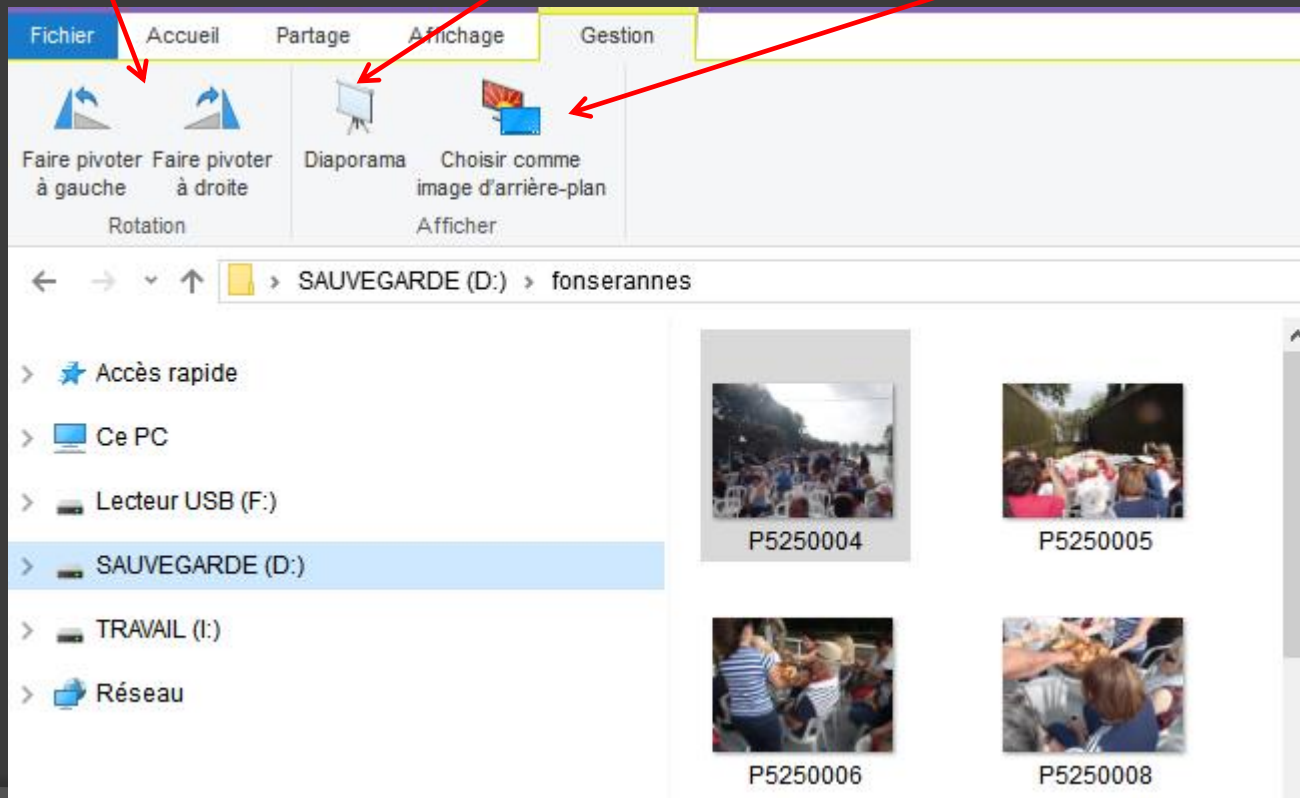 Fichier Accueil Partage Affichage Gestion
Faire pivoter à gauche
Faire pivoter à droite
Diaporama
Choisir comme image d'arrière-plan
Rotation Afficher
SAUVEGARDE (D:) > fonserannes
Accès rapide
Ce PC
Lecteur USB (F:)
SAUVEGARDE (D:)
TRAVAIL (I:)
Réseau
P5250004 P5250005
P5250006 P5250008